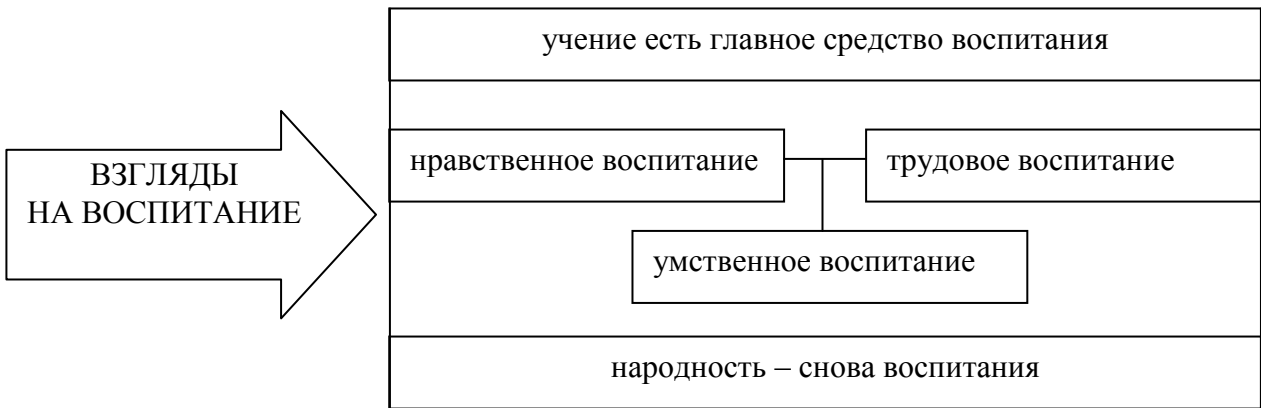 учение есть главное средство воспитания
ВЗГЛЯДЫ
НА ВОСПИТАНИЕ
нравственное воспитание
трудовое воспитание
умственное воспитание
народность – снова воспитания